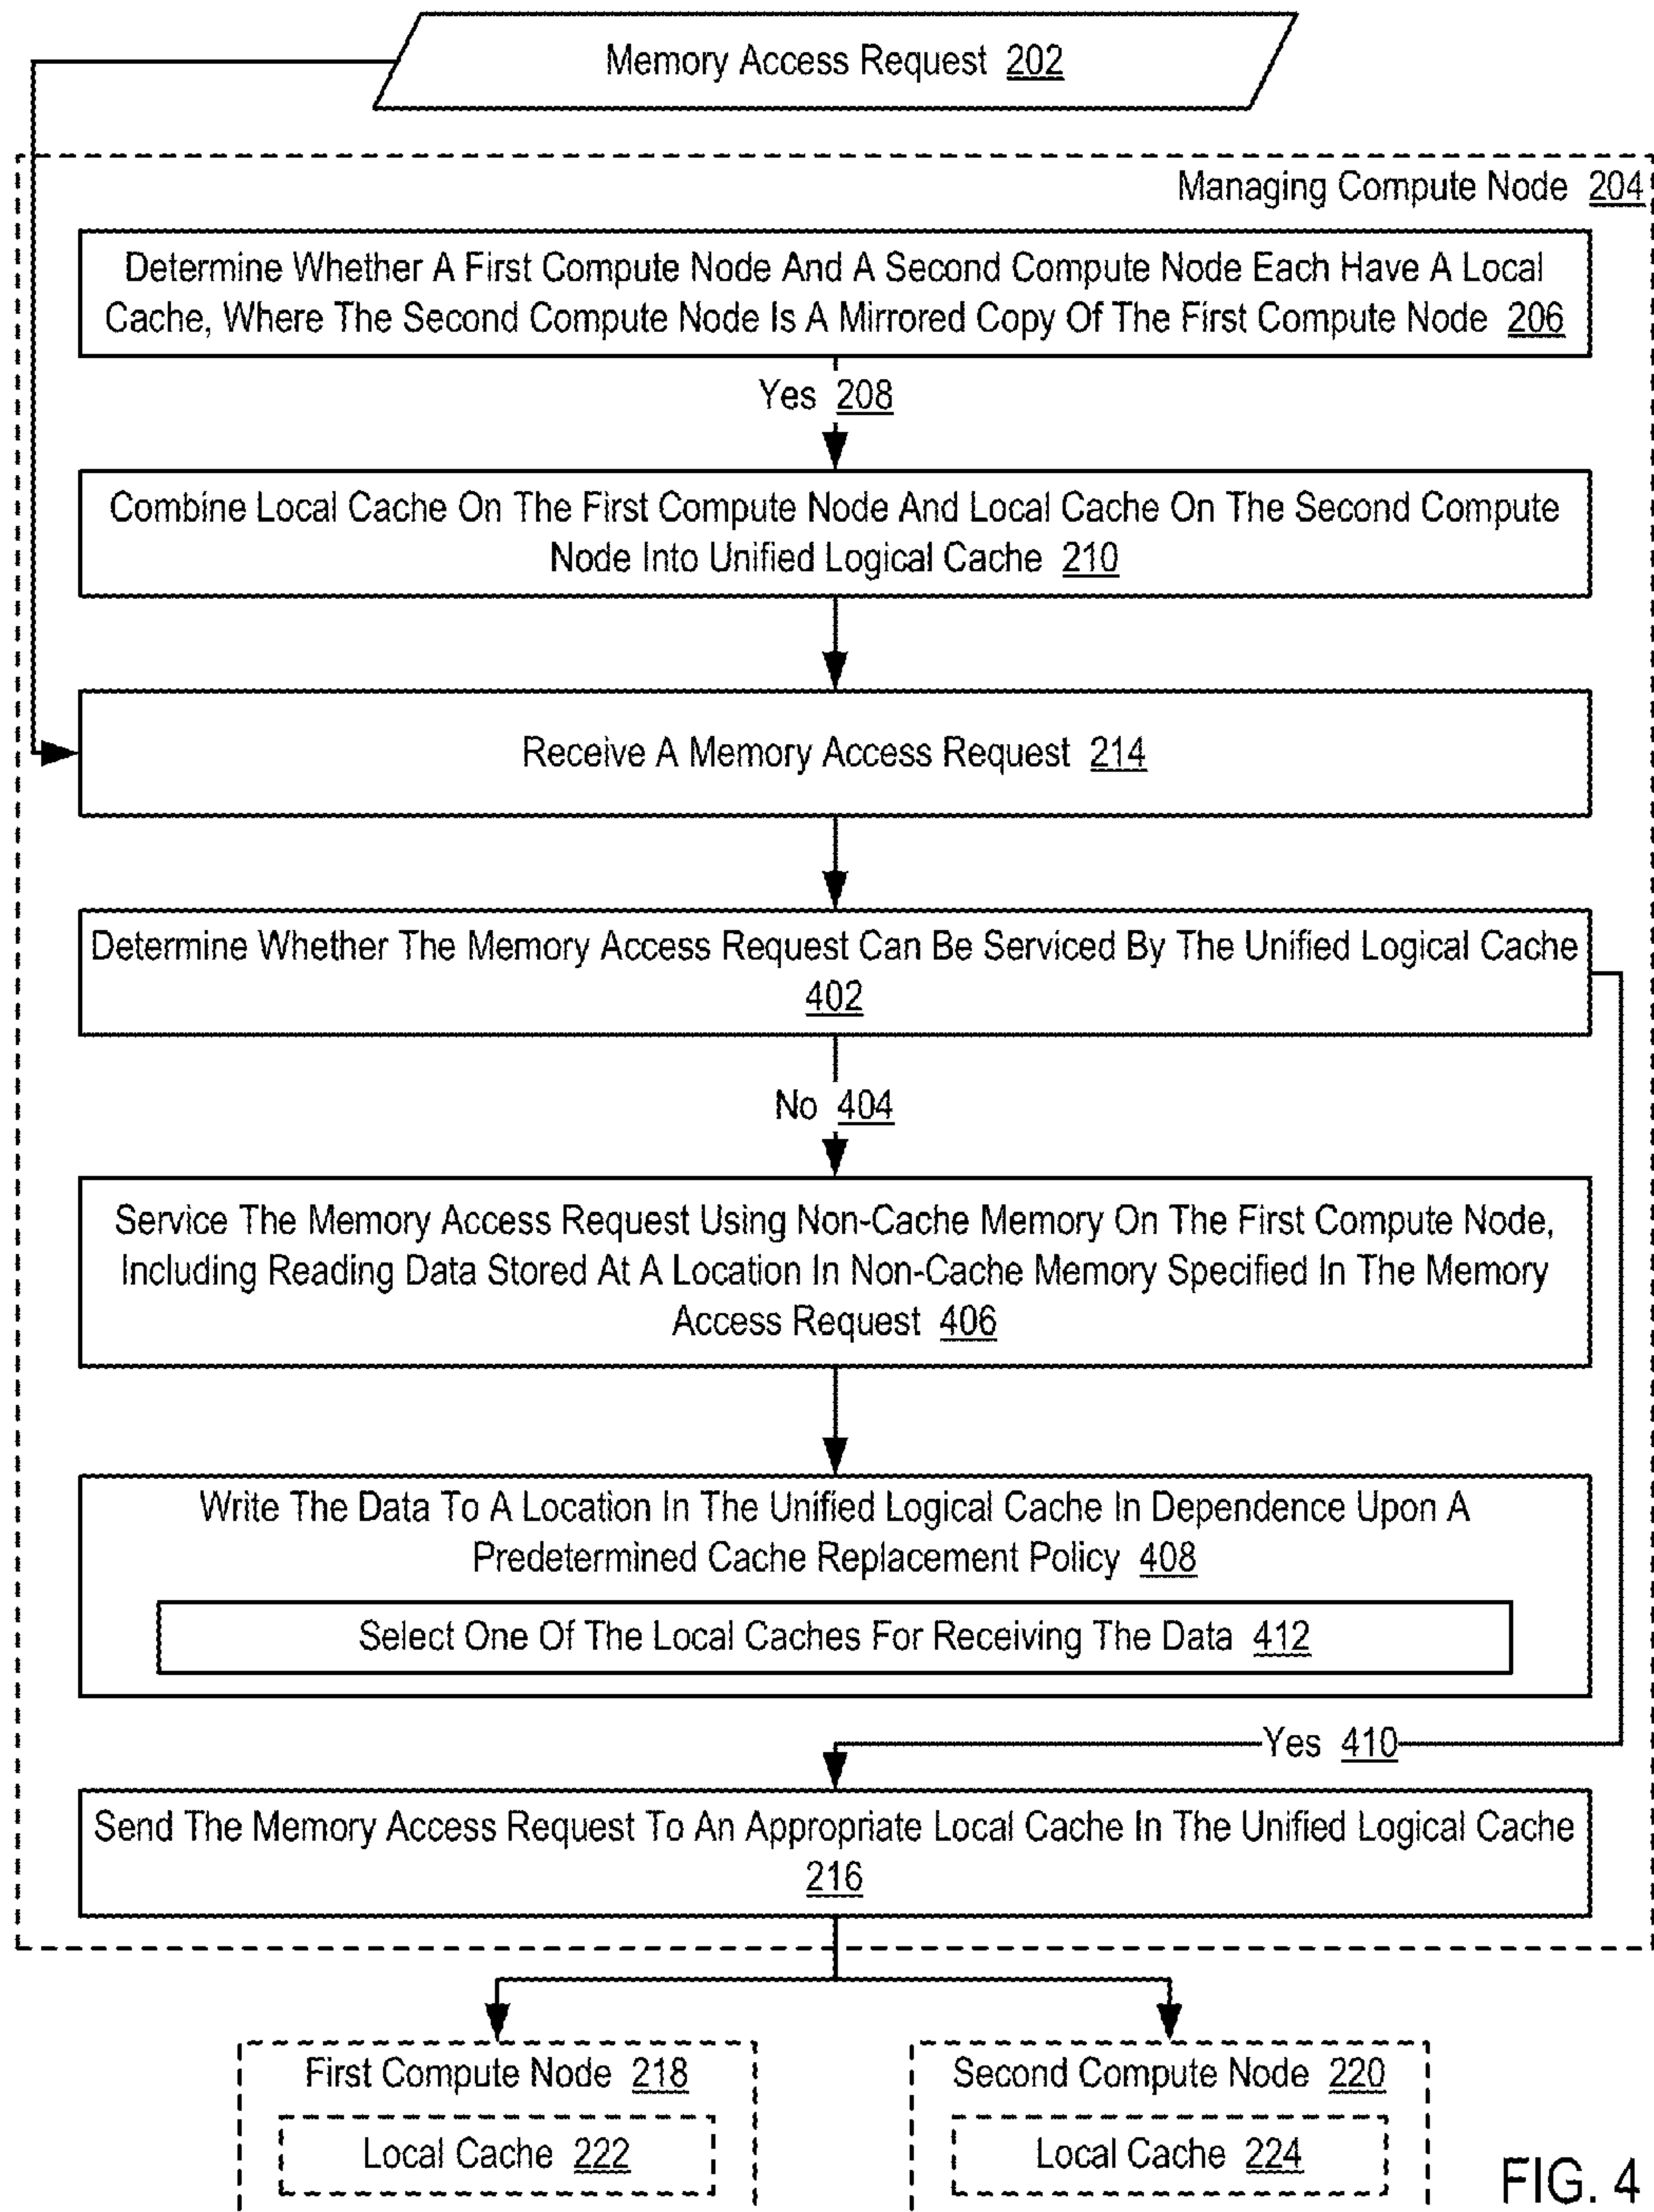 Memory Access Request 202
Managing Compute Node 204
Determine Whether A First Compute Node And A Second Compute Node Each Have A Local
Cache, Where The Second Compute Node Is A Mirrored Copy Of The First Compute Node 206
Yes 208
Combine Local Cache On The First Compute Node And Local Cache On The Second Compute
Node Into Unified Logical Cache 210
Receive A Memory Access Request 214
Determine Whether The Memory Access Request Can Be Serviced By The Unified Logical Cache
402
No 404
Service The Memory Access Request Using Non-Cache Memory On The First Compute Node,
Including Reading Data Stored At A Location In Non-Cache Memory Specified In The Memory
Access Request 406
Write The Data To A Location In The Unified Logical Cache In Dependence Upon A
Predetermined Cache Replacement Policy 408
Select One Of The Local Caches For Receiving The Data 412
Yes 410
Send The Memory Access Request To An Appropriate Local Cache In The Unified Logical Cache
216
First Compute Node 218
Second Compute Node 220
Local Cache 222
Local Cache 224
FIG. 4